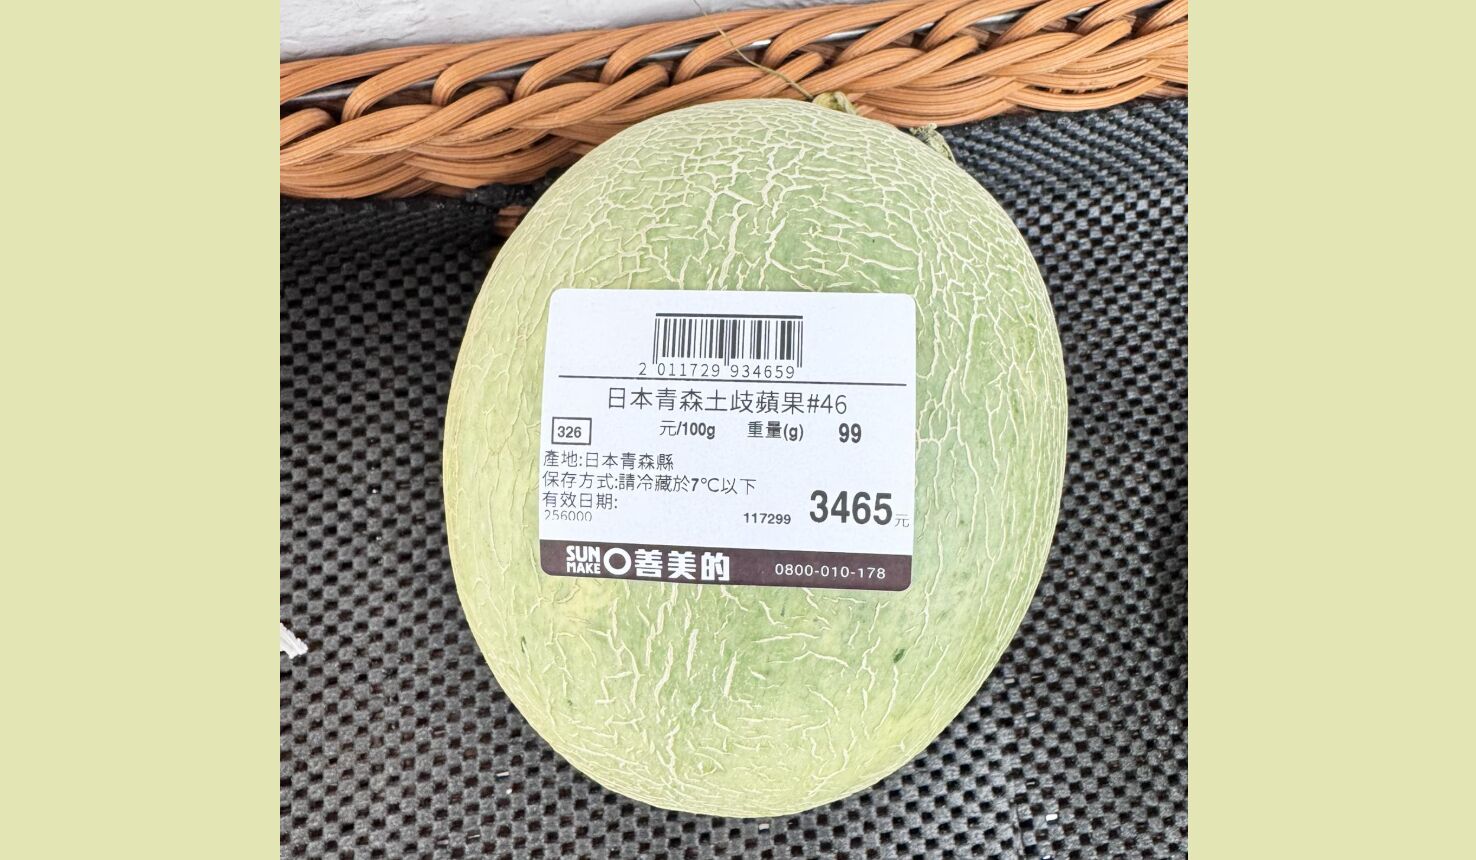 2 011729 934659
日本青森土歧蘋果#46
326 元/100g 重量(g) 99
產地:日本青森縣
保存方式:請冷藏於7℃以下
有效日期:
256000 117299 3465元
SUN MAKE 善美的 0800-010-178